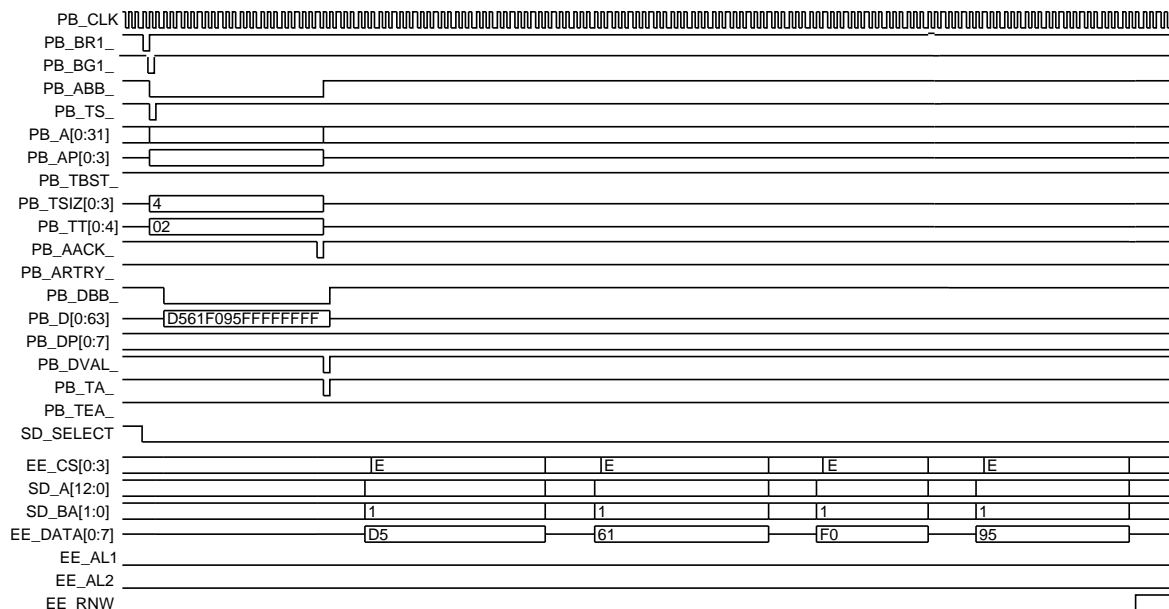 PB_CLK
PB_BR1_
PB_BG1_
PB_ABB_
PB_TS_
PB_A[0:31]
PB_AP[0:3]
PB_TBST_
PB_TSIZ[0:3] 4
PB_TT[0:4] 02
PB_AACK_
PB_ARTRY_
PB_DBB_
PB_D[0:63] D561F095FFFFFFFF
PB_DP[0:7]
PB_DVAL_
PB_TA_
PB_TEA_
SD_SELECT
EE_CS[0:3] E E E E
SD_A[12:0]
SD_BA[1:0] 1 1 1 1
EE_DATA[0:7] D5 61 F0 95
EE_AL1
EE_AL2
EE_RNW